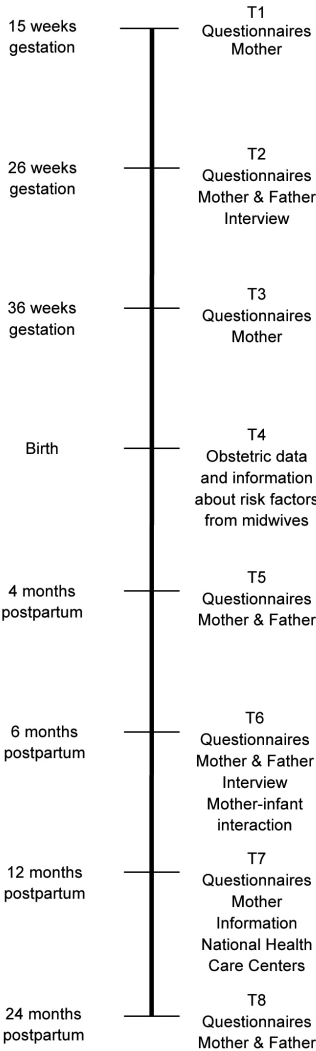 15 weeks
gestation
T1
Questionnaires
Mother
26 weeks
gestation
T2
Questionnaires
Mother & Father
Interview
36 weeks
gestation
T3
Questionnaires
Mother
Birth
T4
Obstetric data
and information
about risk factors
from midwives
4 months
postpartum
T5
Questionnaires
Mother & Father
6 months
postpartum
T6
Questionnaires
Mother & Father
Interview
Mother-infant
interaction
12 months
postpartum
T7
Questionnaires
Mother
Information
National Health
Care Centers
24 months
postpartum
T8
Questionnaires
Mother & Father